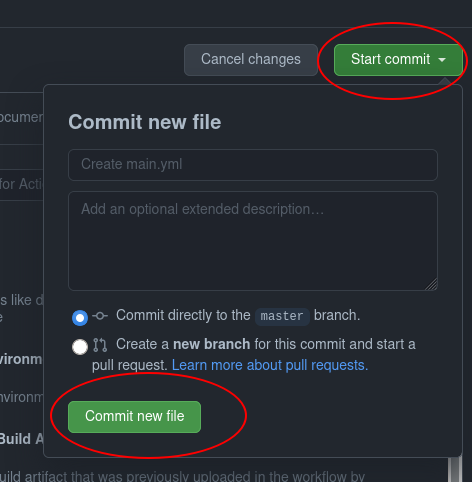 Cancel changes
Start commit
ocumen
Commit new file
for Acti
Create main.yml
Add an optional extended description…
s like d
e
Commit directly to the master branch.
Create a new branch for this commit and start a
vironm
pull request. Learn more about pull requests.
nvironm
Commit new file
Build A
uild artifact that was previously uploaded in the workflow by